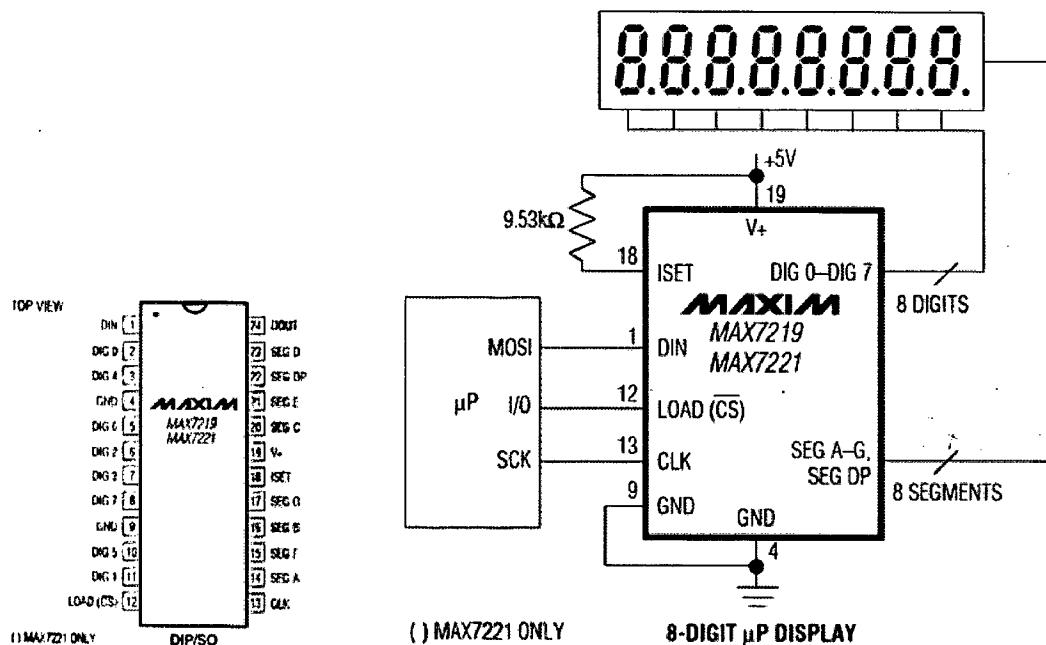 TOP VIEW
DIN 1
DIG 0 2
DIG 4 3
GND 4
DIG 6 5
DIG 2 6
DIG 3 7
DIG 7 8
GND 9
DIG 5 10
DIG 1 11
LOAD (CS) 12
MAXIM
MAX7219
MAX7221
24 DOUT
23 SEG D
22 SEG DP
21 SEG E
20 SEG C
19 V+
18 ISET
17 SEG G
16 SEG B
15 SEG F
14 SEG A
13 CLK
( ) MAX7221 ONLY
DIP/SO
8.8.8.8.8.8.8.8.
+5V
9.53kΩ
19
V+
18
ISET
DIG 0–DIG 7
8 DIGITS
MAXIM
MAX7219
MAX7221
µP
MOSI
1
DIN
I/O
12
LOAD (CS)
SCK
13
CLK
9
GND
SEG A–G,
SEG DP
8 SEGMENTS
GND
4
( ) MAX7221 ONLY
8-DIGIT µP DISPLAY